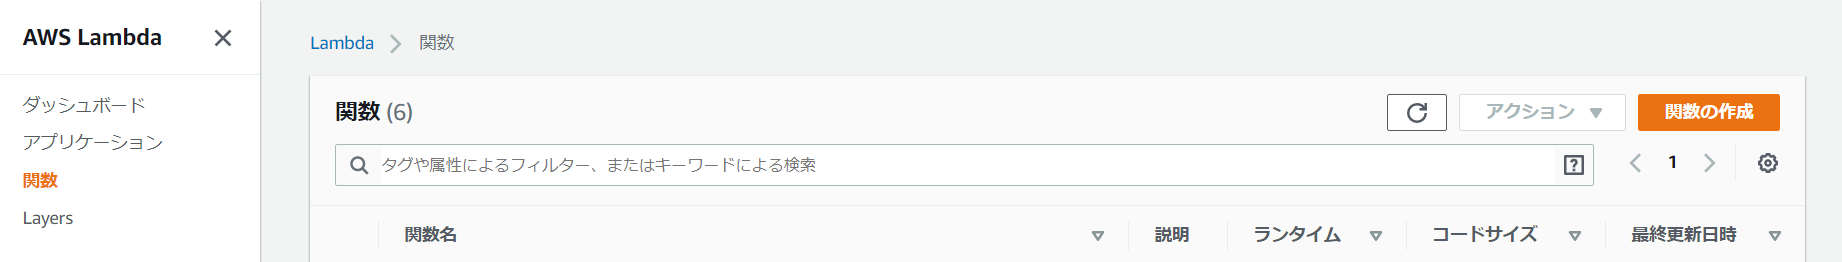 AWS Lambda
ダッシュボード
アプリケーション
関数
Layers
Lambda 関数
関数 (6)
アクション 関数の作成
タグや属性によるフィルター、またはキーワードによる検索 ?
1
関数名 説明 ランタイム コードサイズ 最終更新日時